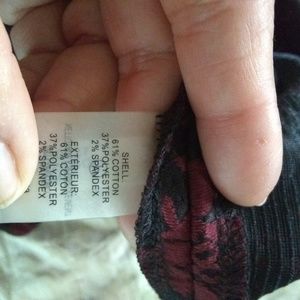 SHELL
61% COTTON
37%POLYESTER
2% SPANDEX
EXTERIEUR:
61% COTON
37%POLYESTER
2% SPANDEX